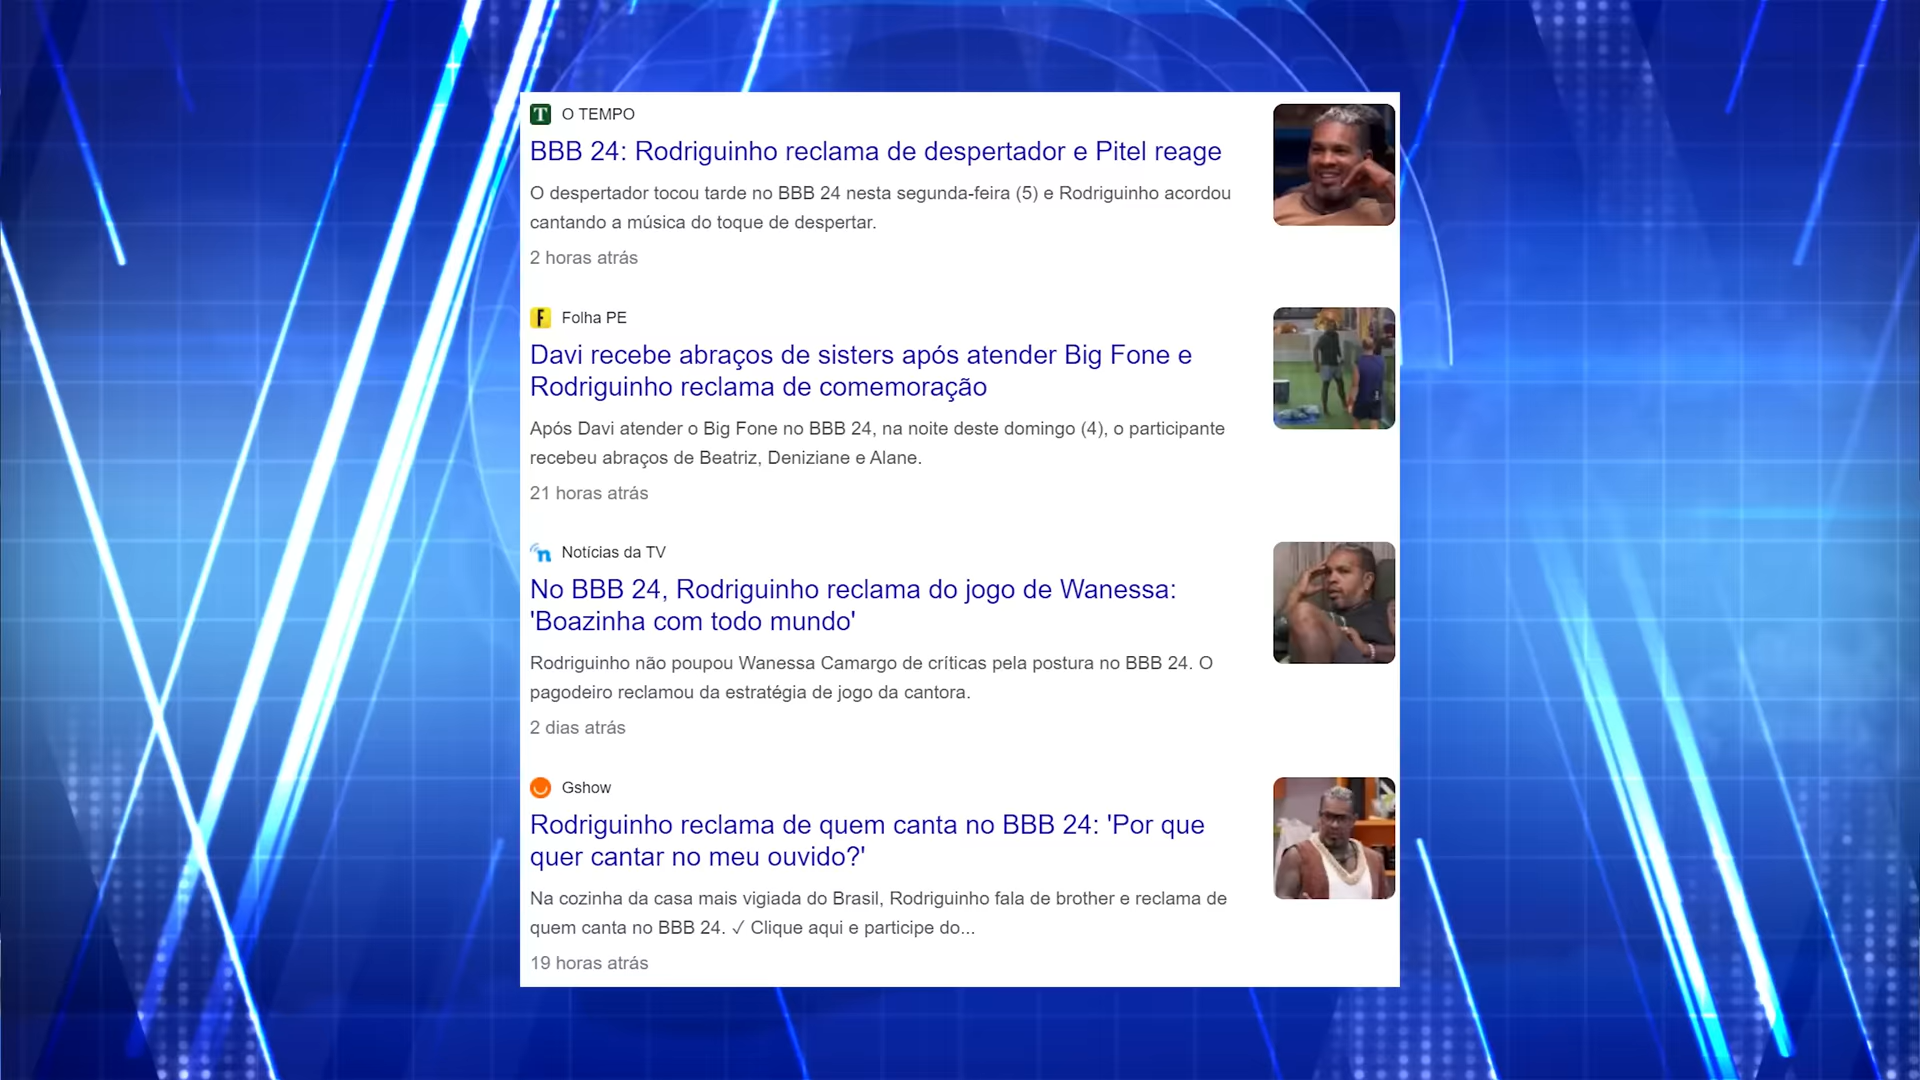 O TEMPO
BBB 24: Rodriguinho reclama de despertador e Pitel reage
O despertador tocou tarde no BBB 24 nesta segunda-feira (5) e Rodriguinho acordou
cantando a música do toque de despertar.
2 horas atrás
Folha PE
Davi recebe abraços de sisters após atender Big Fone e
Rodriguinho reclama de comemoração
Após Davi atender o Big Fone no BBB 24, na noite deste domingo (4), o participante
recebeu abraços de Beatriz, Deniziane e Alane.
21 horas atrás
Notícias da TV
No BBB 24, Rodriguinho reclama do jogo de Wanessa:
'Boazinha com todo mundo'
Rodriguinho não poupou Wanessa Camargo de críticas pela postura no BBB 24. O
pagodeiro reclamou da estratégia de jogo da cantora.
2 dias atrás
Gshow
Rodriguinho reclama de quem canta no BBB 24: 'Por que
quer cantar no meu ouvido?'
Na cozinha da casa mais vigiada do Brasil, Rodriguinho fala de brother e reclama de
quem canta no BBB 24. ✓ Clique aqui e participe do...
19 horas atrás